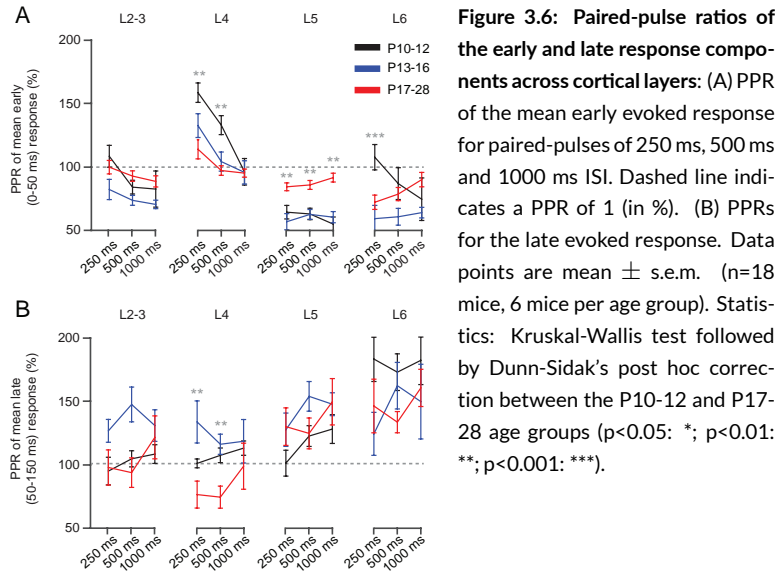 A
L2-3 L4 L5 L6
200
150
100
50
PPR of mean early
(0-50 ms) response (%)
P10-12
P13-16
P17-28
** ** ** ** ** ***
250 ms 500 ms 1000 ms 250 ms 500 ms 1000 ms 250 ms 500 ms 1000 ms 250 ms 500 ms 1000 ms
B
L2-3 L4 L5 L6
200
150
100
50
PPR of mean late
(50-150 ms) response (%)
** **
250 ms 500 ms 1000 ms 250 ms 500 ms 1000 ms 250 ms 500 ms 1000 ms 250 ms 500 ms 1000 ms
Figure 3.6: Paired-pulse ratios of
the early and late response compo-
nents across cortical layers: (A) PPR
of the mean early evoked response
for paired-pulses of 250 ms, 500 ms
and 1000 ms ISI. Dashed line indi-
cates a PPR of 1 (in %). (B) PPRs
for the late evoked response. Data
points are mean ± s.e.m. (n=18
mice, 6 mice per age group). Statis-
tics: Kruskal-Wallis test followed
by Dunn-Sidak's post hoc correc-
tion between the P10-12 and P17-
28 age groups (p<0.05: *; p<0.01:
**; p<0.001: ***).